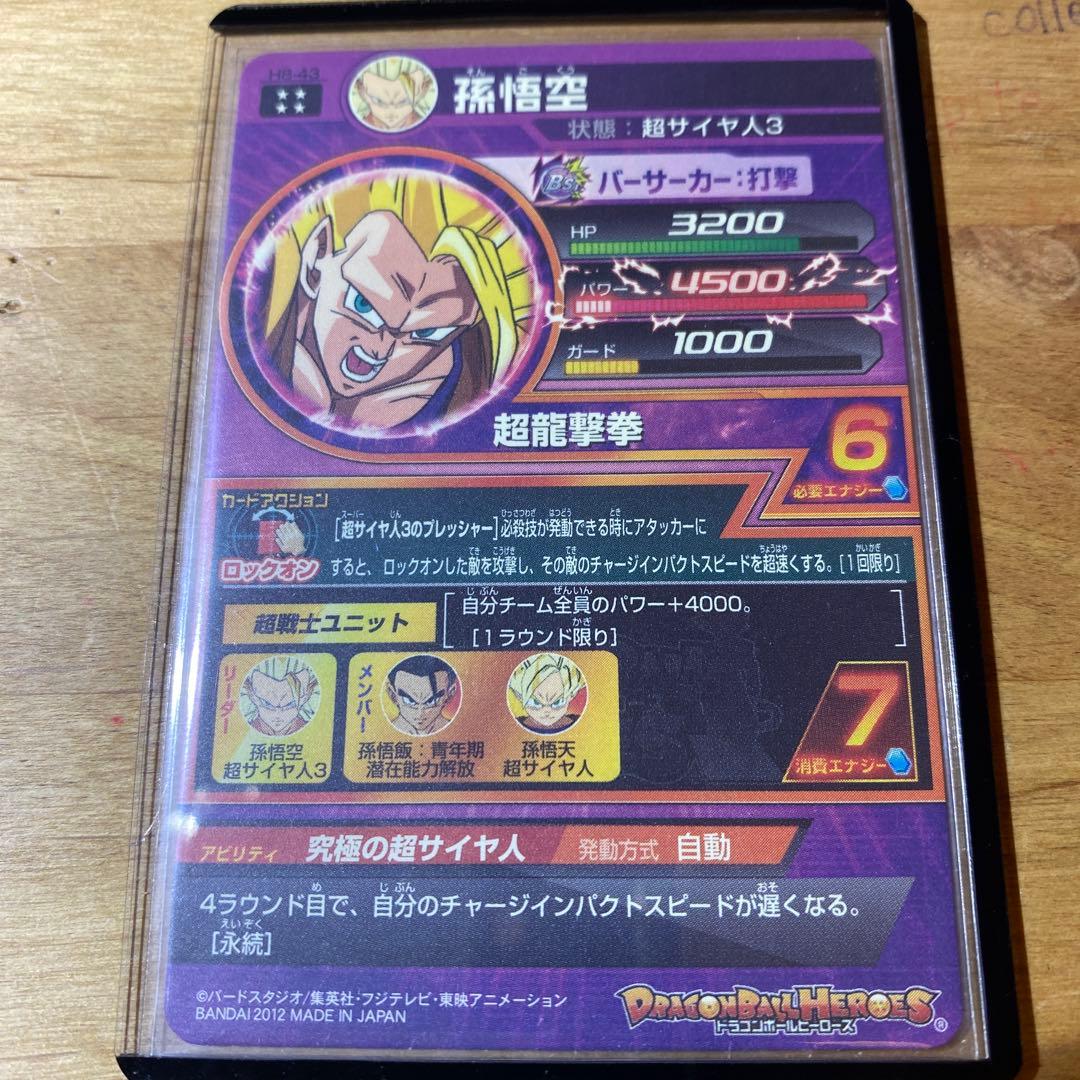 colle
H8-43
孫悟空
そんごくう
状態：超サイヤ人3
BS
バーサーカー：打撃
HP 3200
パワー 4500
ガード 1000
超龍撃拳
6
必要エナジー
カードアクション
ロックオン
[超サイヤ人3のプレッシャー]必殺技が発動できる時にアタッカーに
すると、ロックオンした敵を攻撃し、その敵のチャージインパクトスピードを超速くする。[1回限り]
超戦士ユニット
自分チーム全員のパワー+4000。
[1ラウンド限り]
リーダー
孫悟空
超サイヤ人3
メンバー
孫悟飯：青年期
潜在能力解放
孫悟天
超サイヤ人
7
消費エナジー
アビリティ 究極の超サイヤ人 発動方式 自動
4ラウンド目で、自分のチャージインパクトスピードが遅くなる。
[永続]
©バードスタジオ/集英社・フジテレビ・東映アニメーション
BANDAI 2012 MADE IN JAPAN
DRAGONBALL HEROES
ドラゴンボールヒーローズ
®